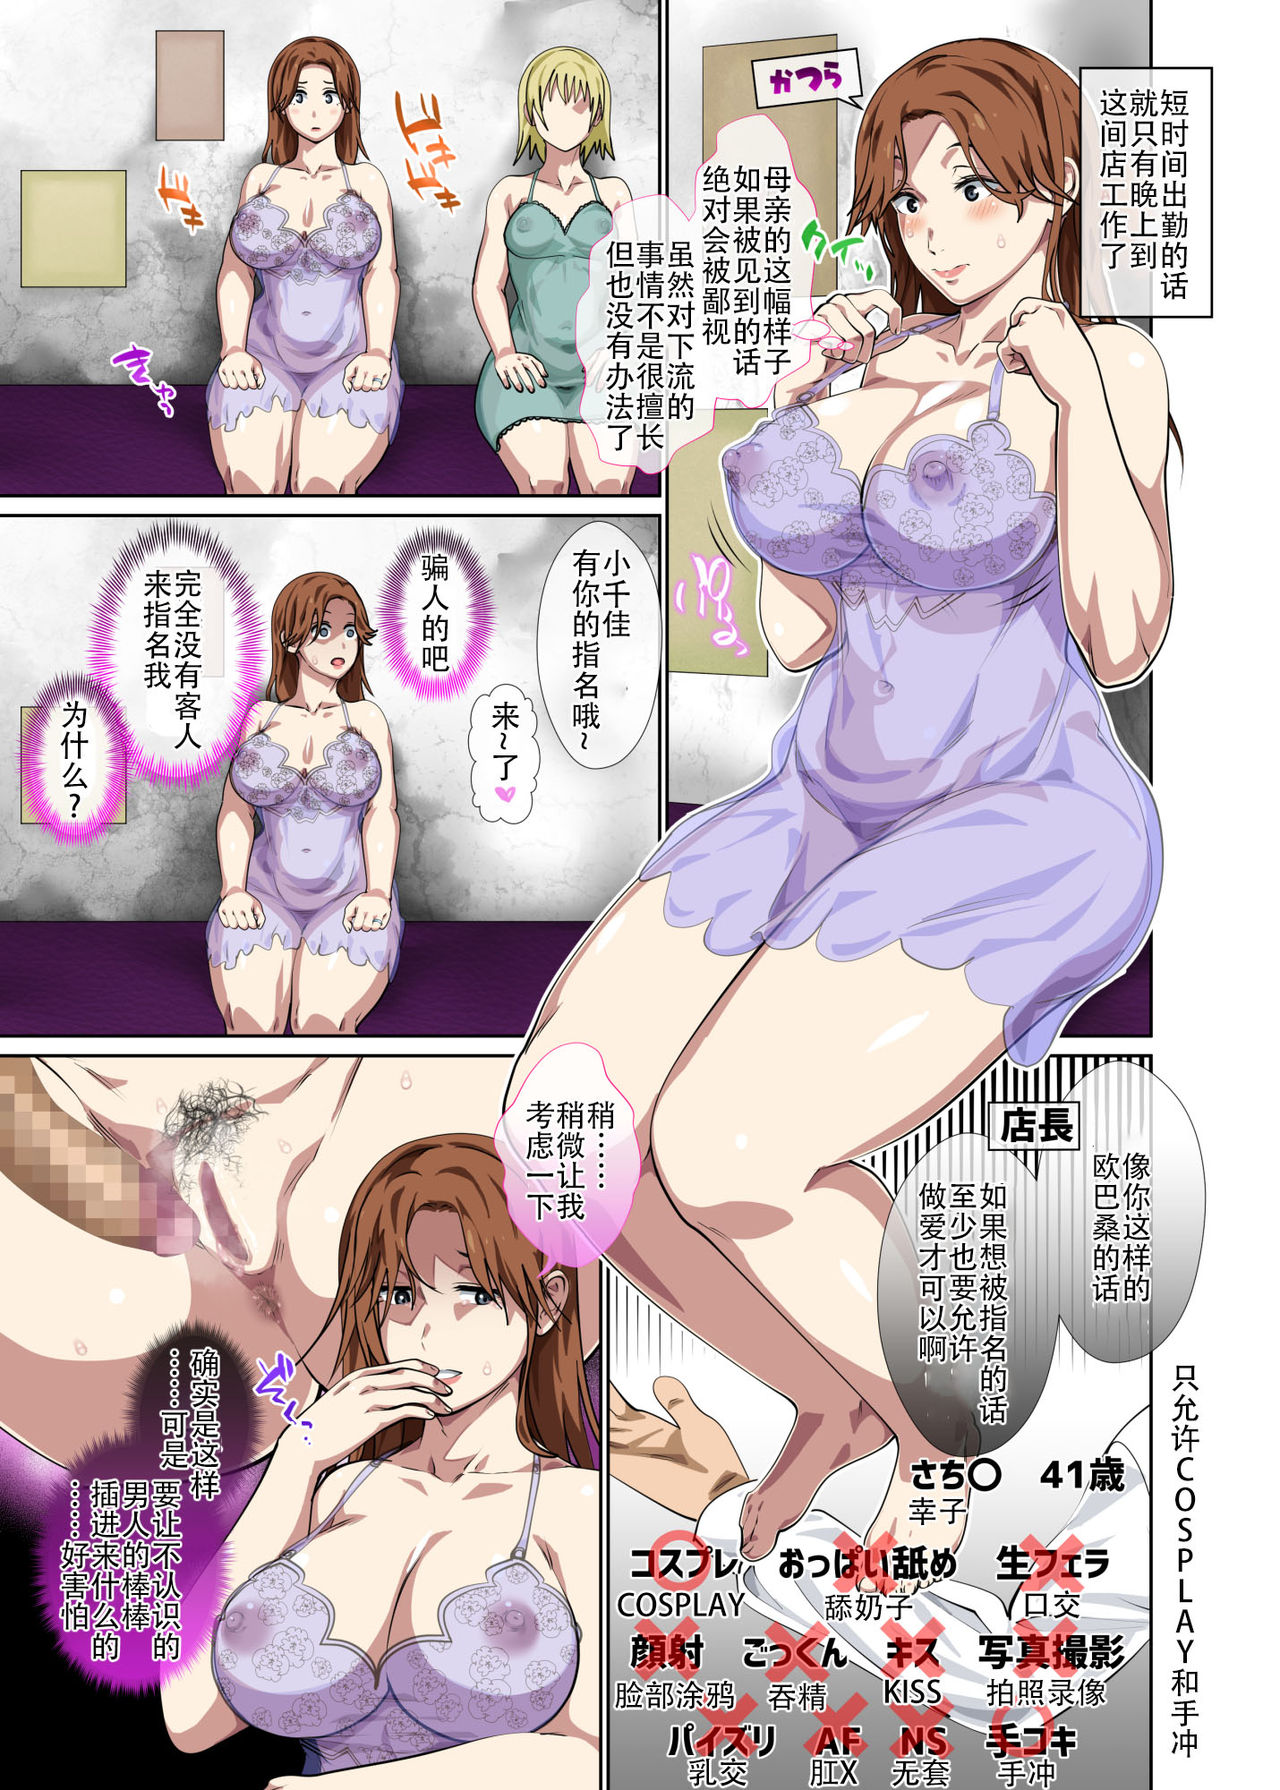 短时间出勤的话
就只有晚上到
这间店工作了
かつら
母亲的这幅样子
如果被见到的话
绝对会被鄙视
虽然对下流的
事情不是很擅长
但也没有办法了
クイッ
ドキ
ドキ
小千佳
有你的指名哦~
来~了
骗人的吧
完全没有客人
来指名我
为什么?
店長
像你这样的
欧巴桑的话
如果想被指名的话
至少也要允许
做爱才可以啊
稍……
稍微让我
考虑一下
确实是这样
……可是
要让不认识的
男人的棒棒
插进来什么的
……好害怕
さち〇 41歳
幸子
コスプレ おっぱい舐め 生フェラ
COSPLAY 舔奶子 口交
顔射 ごっくん キス 写真撮影
脸部涂鸦 吞精 KISS 拍照录像
パイズリ AF NS 手コキ
乳交 肛X 无套 手冲
只允许COSPLAY和手冲